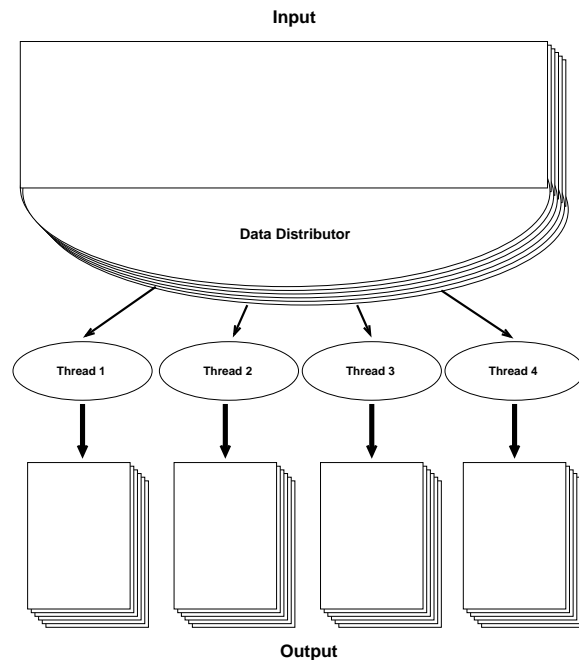 Input
Data Distributor
Thread 1
Thread 2
Thread 3
Thread 4
Output